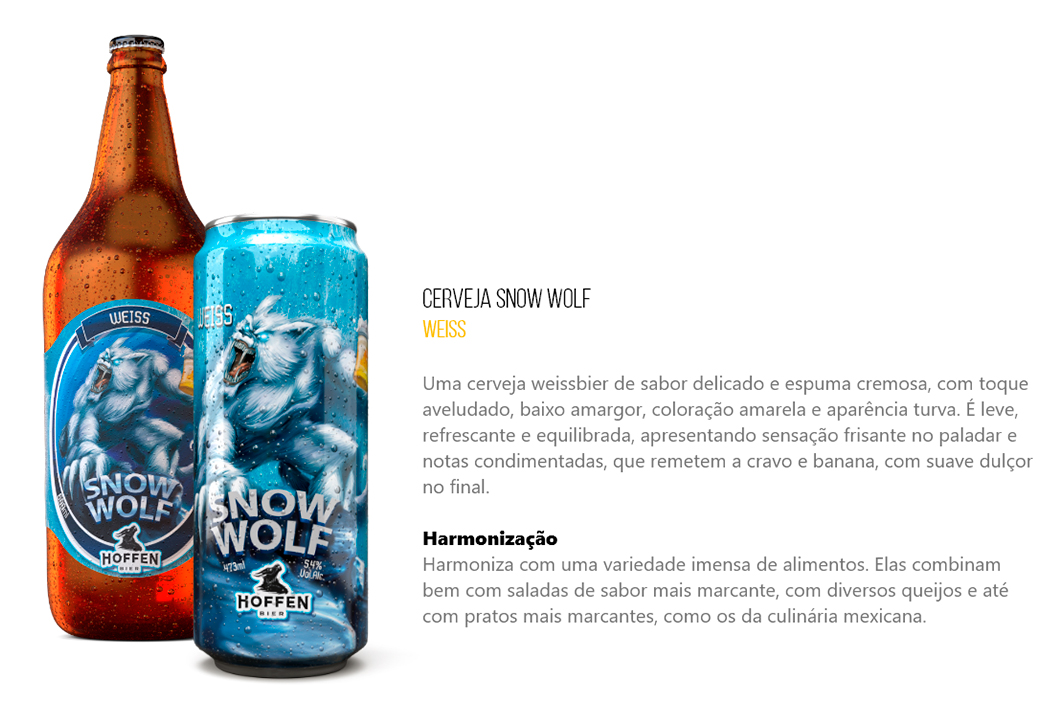 WEISS
SNOW
WOLF
HOFFEN
BIER
WEISS
SNOW
WOLF
473ml
5,4%
Vol.Alc.
HOFFEN
BIER
CERVEJA SNOW WOLF
WEISS
Uma cerveja weissbier de sabor delicado e espuma cremosa, com toque
aveludado, baixo amargor, coloração amarela e aparência turva. É leve,
refrescante e equilibrada, apresentando sensação frisante no paladar e
notas condimentadas, que remetem a cravo e banana, com suave dulçor
no final.
Harmonização
Harmoniza com uma variedade imensa de alimentos. Elas combinam
bem com saladas de sabor mais marcante, com diversos queijos e até
com pratos mais marcantes, como os da culinária mexicana.